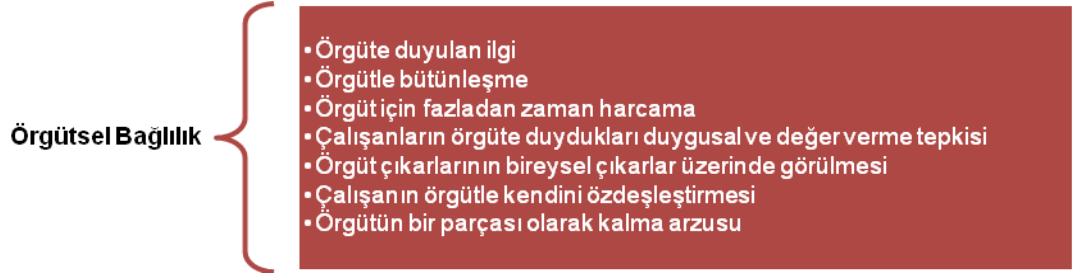 Örgütsel Bağlılık
• Örgüte duyulan ilgi
• Örgütle bütünleşme
• Örgüt için fazladan zaman harcama
• Çalışanların örgüte duydukları duygusal ve değer verme tepkisi
• Örgüt çıkarlarının bireysel çıkarlar üzerinde görülmesi
• Çalışanın örgütle kendini özdeşleştirmesi
• Örgütün bir parçası olarak kalma arzusu